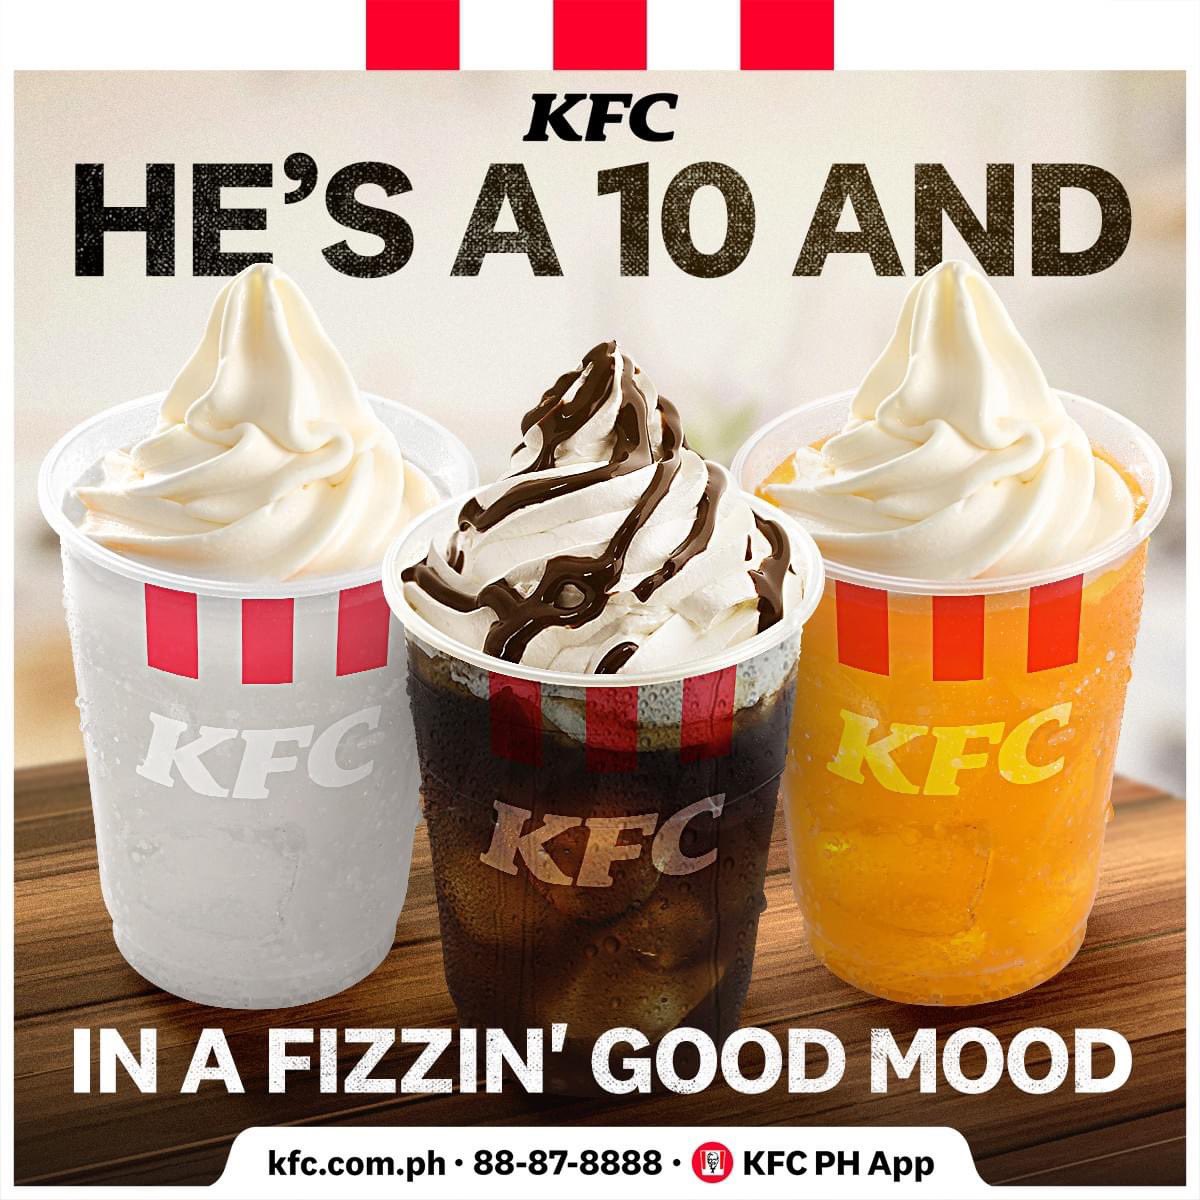 KFC
HE'S A 10 AND
KFC
KFC
KFC
IN A FIZZIN' GOOD MOOD
kfc.com.ph • 88-87-8888 • KFC PH App